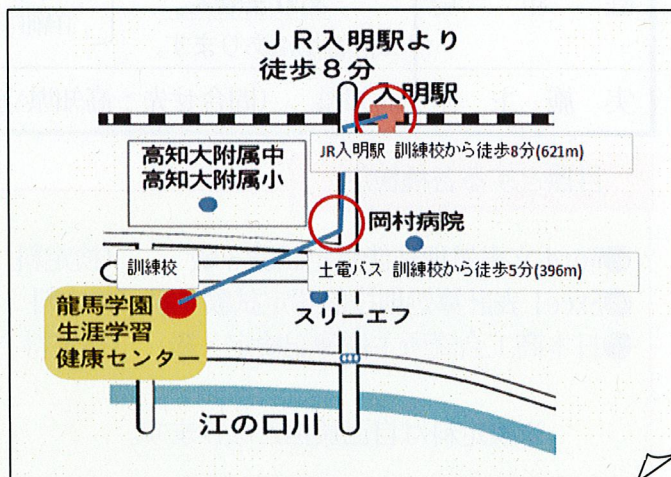 ＪＲ入明駅より
徒歩８分
入明駅
JR入明駅 訓練校から徒歩8分(621m)
高知大附属中
高知大附属小
岡村病院
訓練校
土電バス 訓練校から徒歩5分(396m)
龍馬学園
生涯学習
健康センター
スリーエフ
江の口川